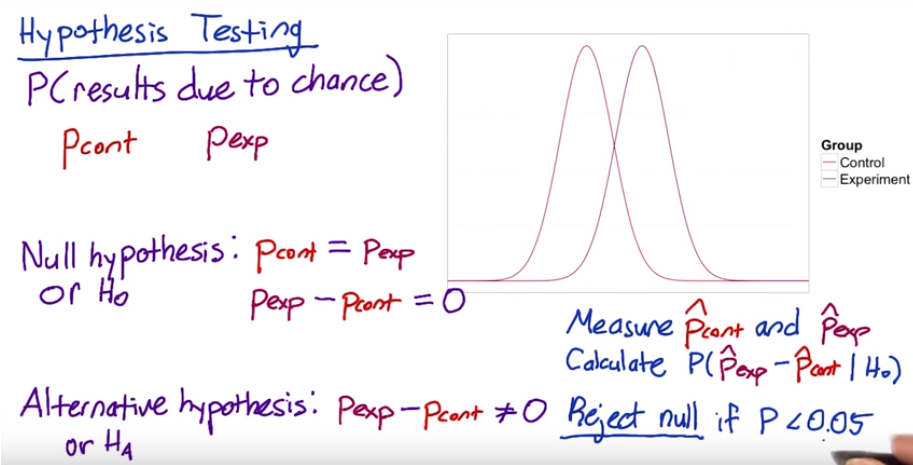 Hypothesis Testing
P(results due to chance)
Pcont Pexp
Null hypothesis: Pcont = Pexp
or H₀ Pexp − Pcont = 0
Alternative hypothesis: Pexp − Pcont ≠ 0
or Hᴀ
Group
Control
Experiment
Measure p̂cont and p̂exp
Calculate P(p̂exp − p̂cont | H₀)
Reject null if P < 0.05